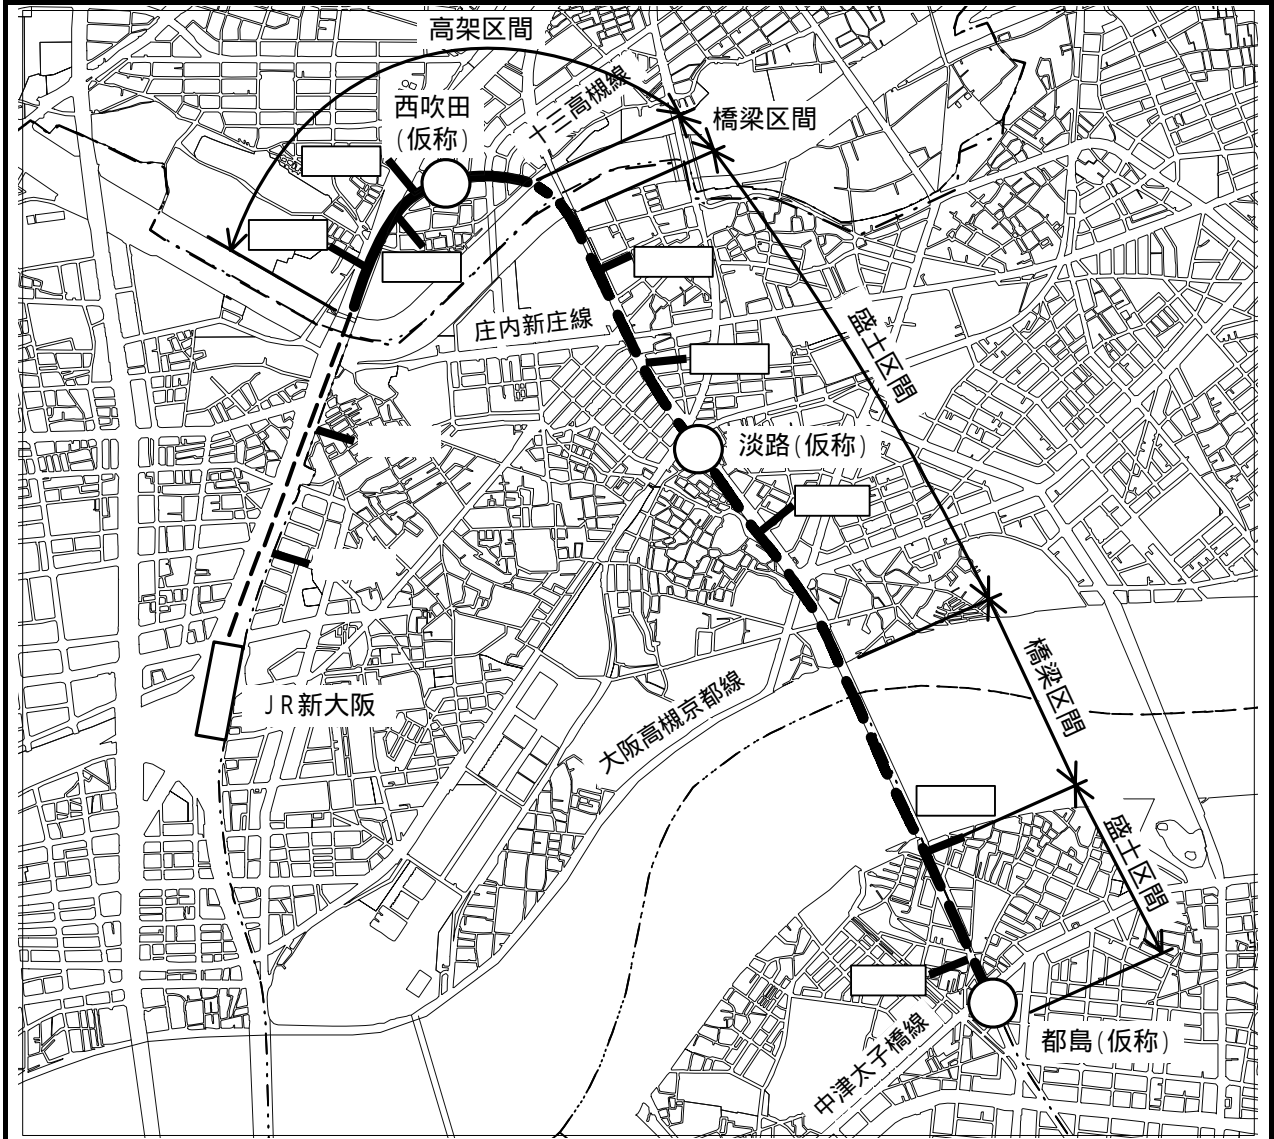 高架区間
西吹田
(仮称)
十三高槻線
橋梁区間
庄内新庄線
盛土区間
淡路(仮称)
橋梁区間
JR新大阪
大阪高槻京都線
盛土区間
中津太子橋線
都島(仮称)